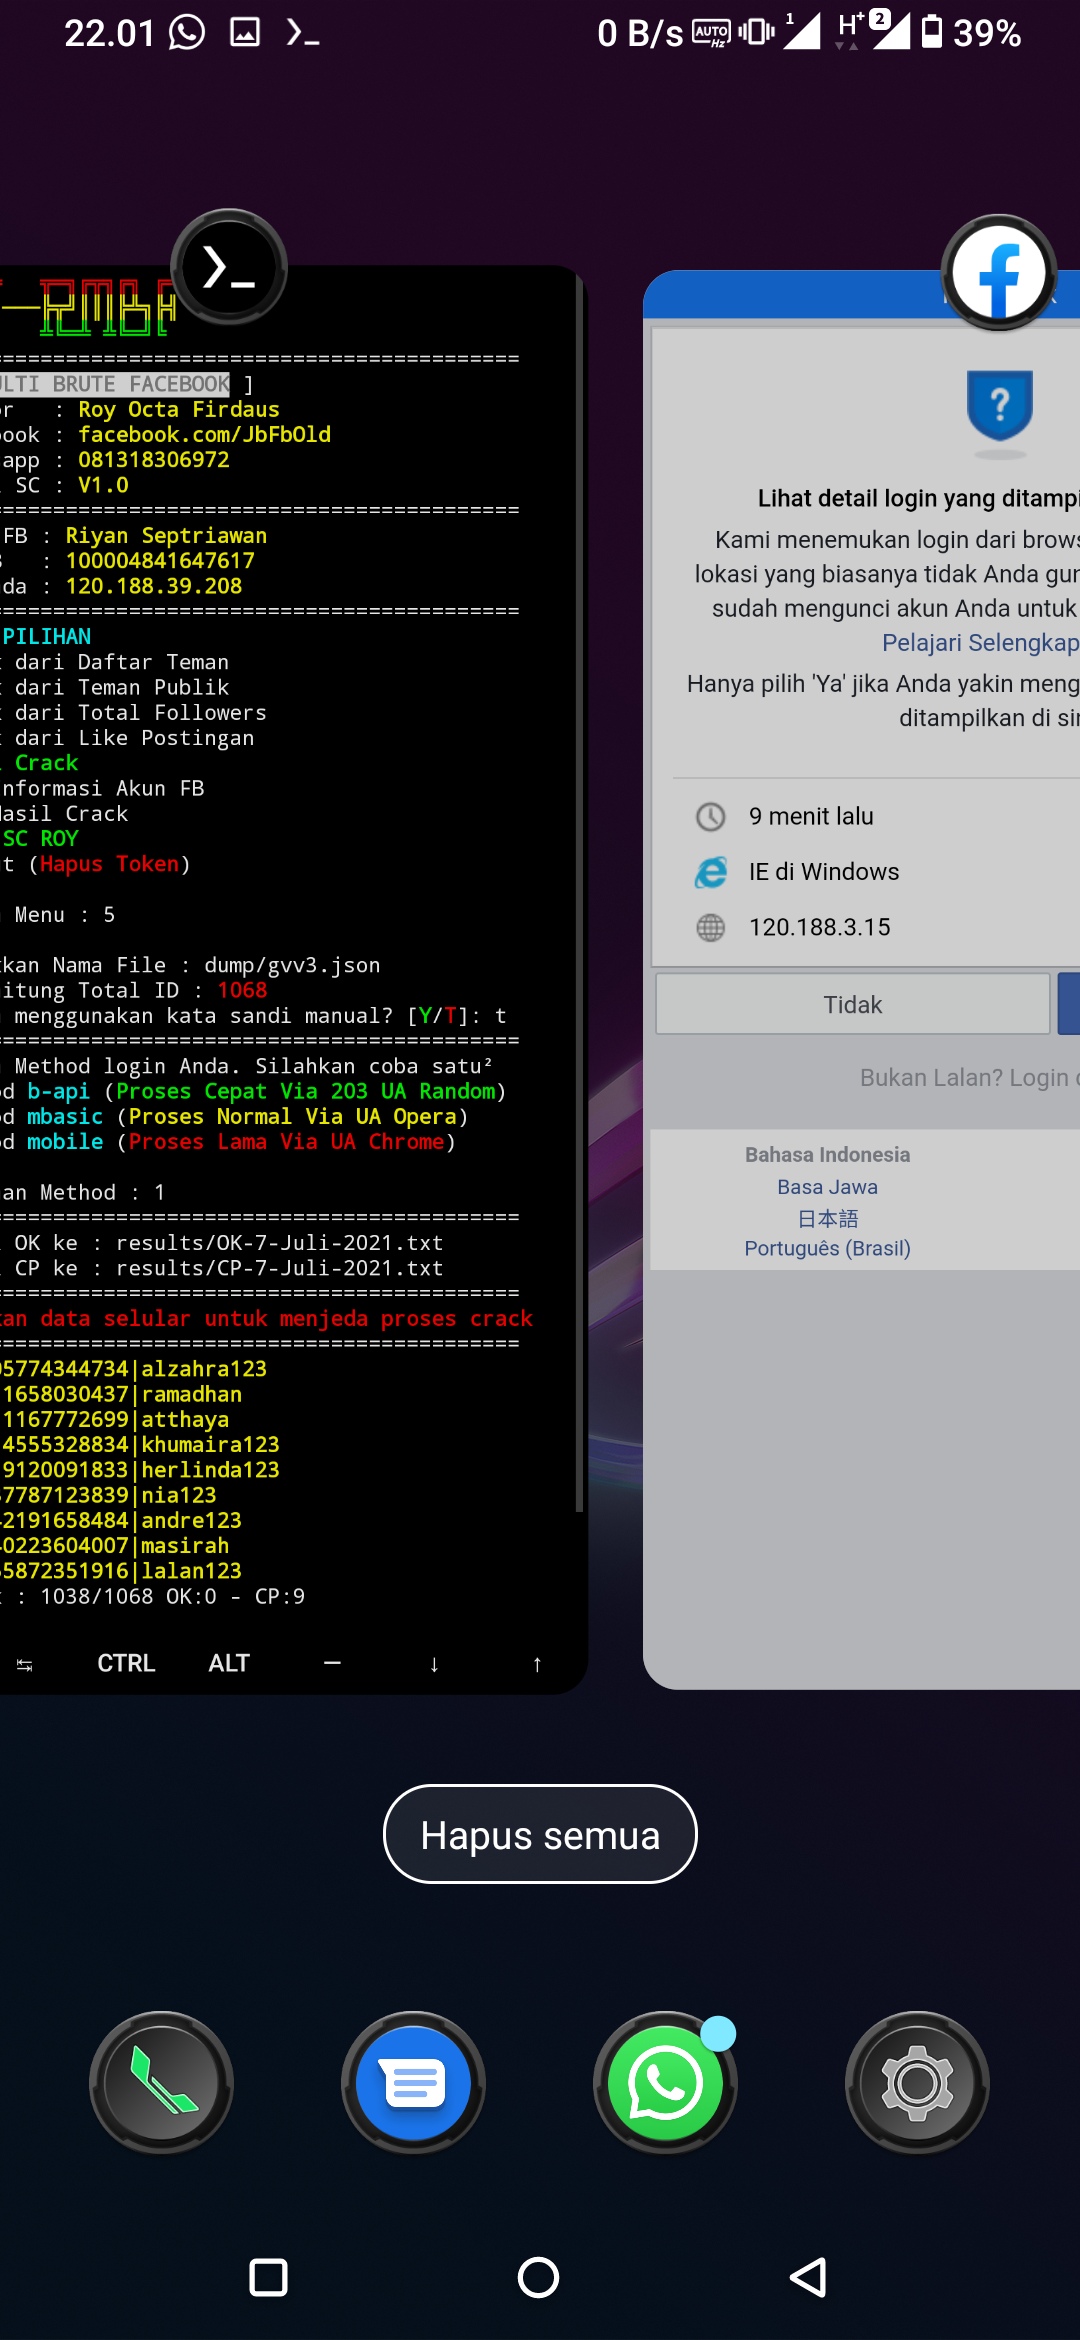 22.01
0 B/s
AUTO
Hz
1
H+
2
39%
ULTI BRUTE FACEBOOK ]
r : Roy Octa Firdaus
ook : facebook.com/JbFbOld
app : 081318306972
SC : V1.0
FB : Riyan Septriawan
: 100004841647617
da : 120.188.39.208
PILIHAN
dari Daftar Teman
dari Teman Publik
dari Total Followers
dari Like Postingan
Crack
nformasi Akun FB
asil Crack
SC ROY
t (Hapus Token)
Menu : 5
kan Nama File : dump/gvv3.json
itung Total ID : 1068
menggunakan kata sandi manual? [Y/T]: t
Method login Anda. Silahkan coba satu²
d b-api (Proses Cepat Via 203 UA Random)
d mbasic (Proses Normal Via UA Opera)
d mobile (Proses Lama Via UA Chrome)
an Method : 1
OK ke : results/OK-7-Juli-2021.txt
CP ke : results/CP-7-Juli-2021.txt
kan data selular untuk menjeda proses crack
05774344734|alzahra123
1658030437|ramadhan
1167772699|atthaya
4555328834|khumaira123
9120091833|herlinda123
7787123839|nia123
2191658484|andre123
0223604007|masirah
5872351916|lalan123
: 1038/1068 OK:0 - CP:9
CTRL ALT — ↓ ↑
Lihat detail login yang ditampi
Kami menemukan login dari brows
lokasi yang biasanya tidak Anda gun
sudah mengunci akun Anda untuk
Pelajari Selengkap
Hanya pilih 'Ya' jika Anda yakin meng
ditampilkan di sin
9 menit lalu
IE di Windows
120.188.3.15
Tidak
Bukan Lalan? Login d
Bahasa Indonesia
Basa Jawa
日本語
Português (Brasil)
Hapus semua